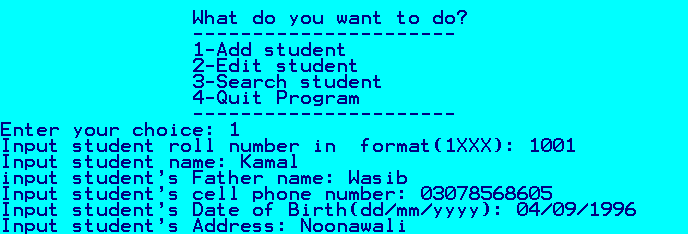 What do you want to do?
----------------------
1-Add student
2-Edit student
3-Search student
4-Quit Program
----------------------
Enter your choice: 1
Input student roll number in  format(1XXX): 1001
Input student name: Kamal
input student's Father name: Wasib
Input student's cell phone number: 03078568605
Input student's Date of Birth(dd/mm/yyyy): 04/09/1996
Input student's Address: Noonawali